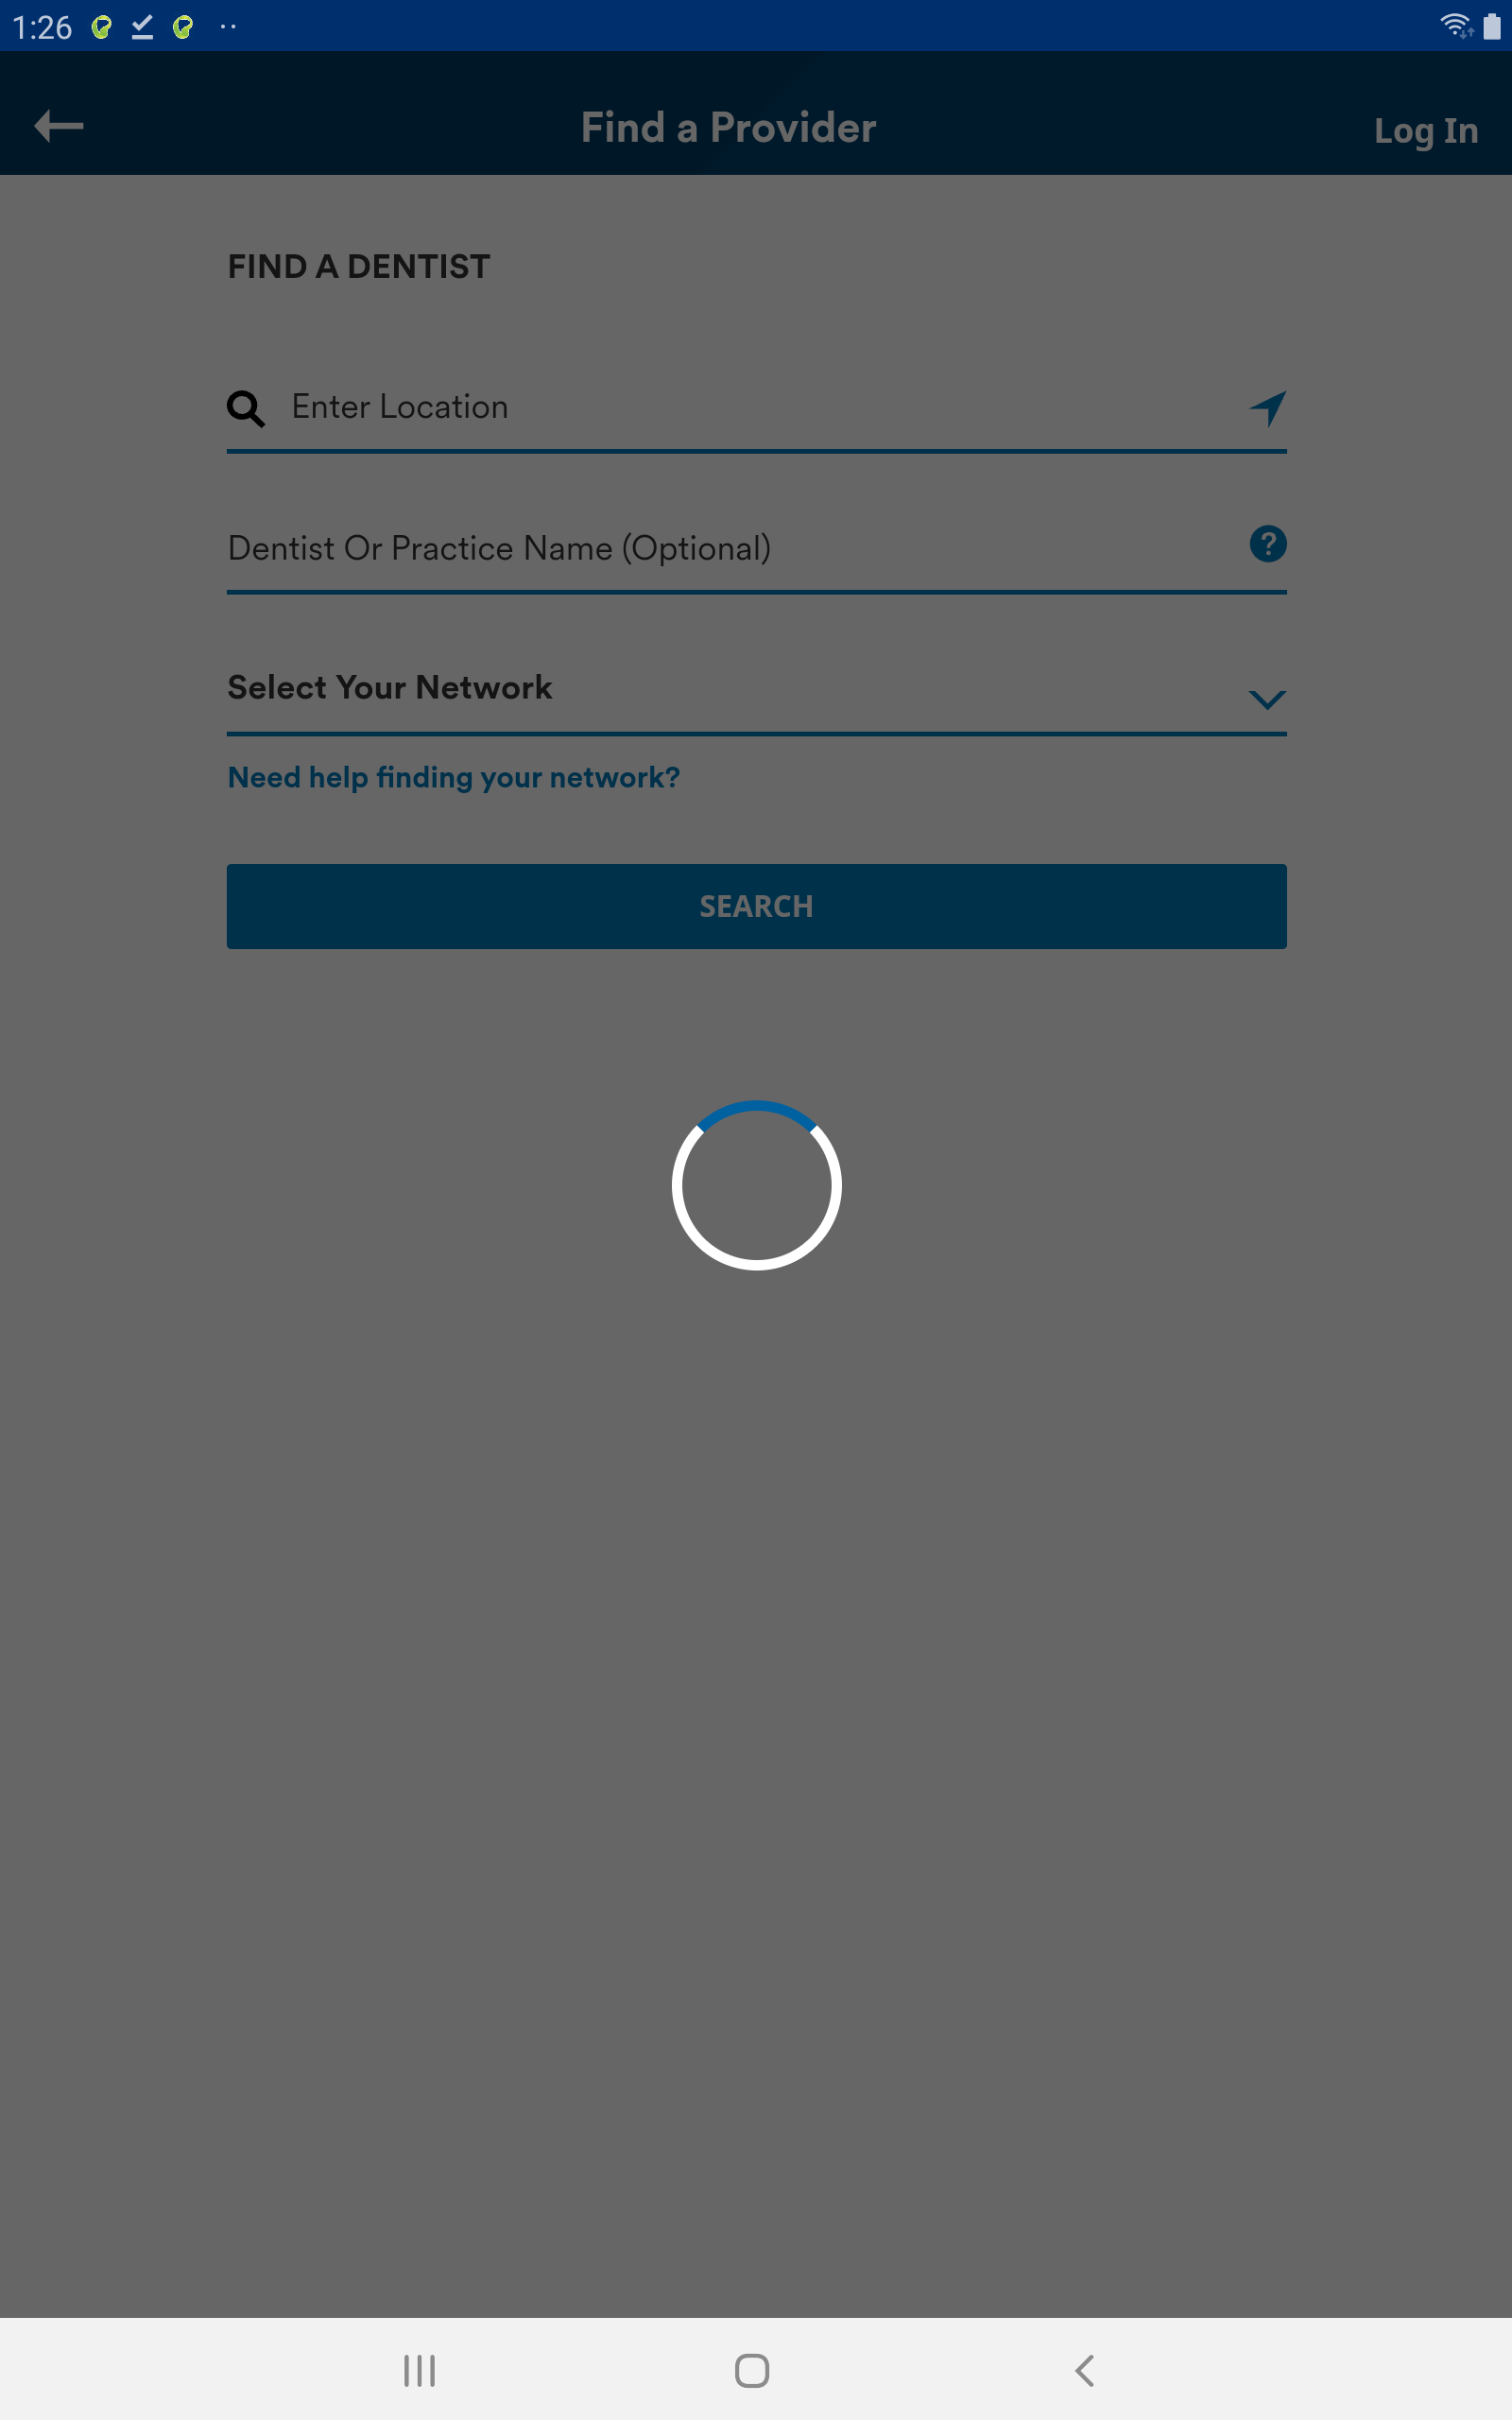 1:26
Find a Provider
Log In
FIND A DENTIST
Enter Location
Dentist Or Practice Name (Optional)
Select Your Network
Need help finding your network?
SEARCH